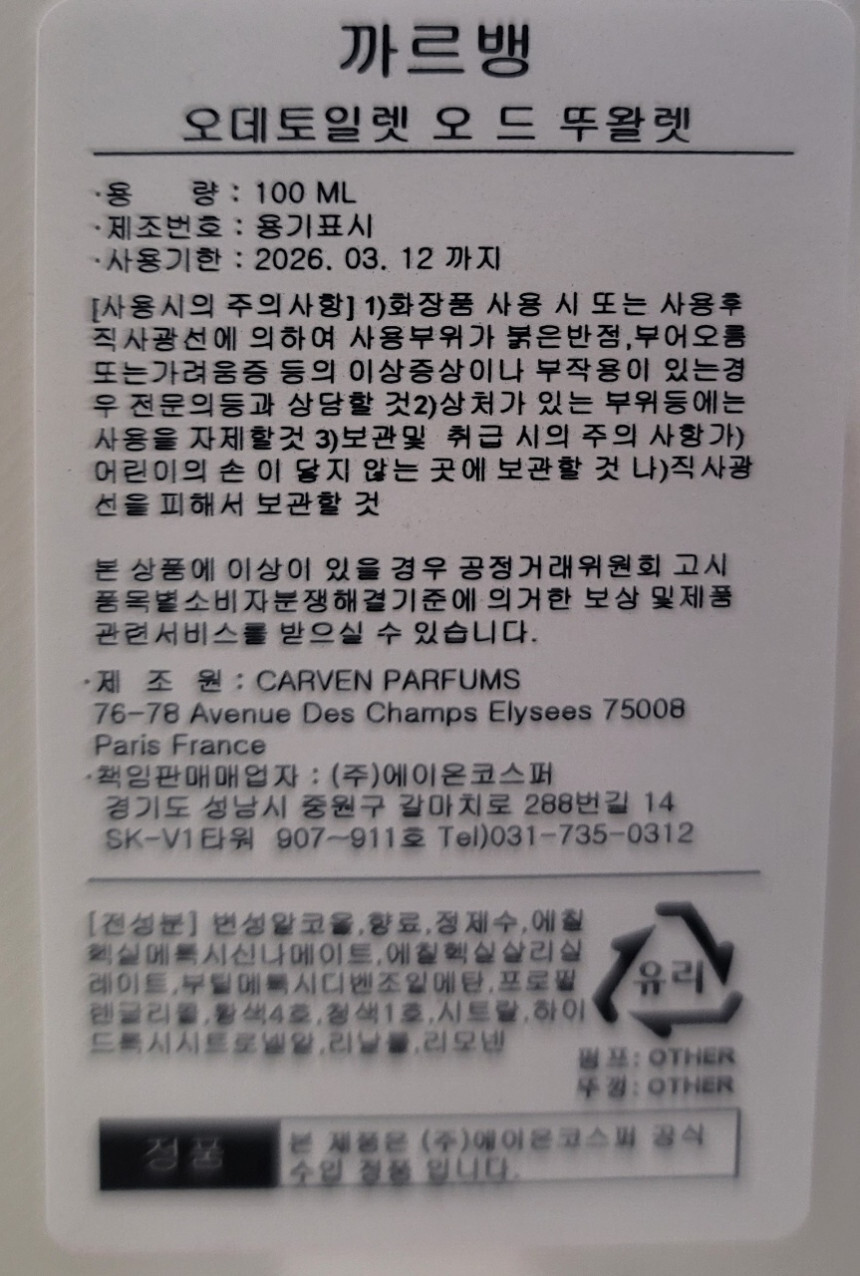 까르뱅
오데토일렛 오 드 뚜왈렛
·용 량 : 100 ML
·제조번호 : 용기표시
·사용기한 : 2026. 03. 12 까지
[사용시의 주의사항] 1)화장품 사용 시 또는 사용후
직사광선에 의하여 사용부위가 붉은반점,부어오름
또는가려움증 등의 이상증상이나 부작용이 있는경
우 전문의등과 상담할 것2)상처가 있는 부위등에는
사용을 자제할것 3)보관및 취급 시의 주의 사항가)
어린이의 손 이 닿지 않는 곳에 보관할 것 나)직사광
선을 피해서 보관할 것
본 상품에 이상이 있을 경우 공정거래위원회 고시
품목별소비자분쟁해결기준에 의거한 보상 및제품
관련서비스를 받으실 수 있습니다.
·제 조 원 : CARVEN PARFUMS
76-78 Avenue Des Champs Elysees 75008
Paris France
·책임판매매업자 : (주)에이온코스퍼
경기도 성남시 중원구 갈마치로 288번길 14
SK-V1타워 907~911호 Tel)031-735-0312
[전성분] 변성알코올,향료,정제수,에칠
헥실메톡시신나메이트,에칠헥실살리실
레이트,부틸메톡시디벤조일메탄,프로필
렌글리콜,황색4호,청색1호,시트랄,하이
드록시시트로넬알,리날룰,리모넨
유리
펌프: OTHER
뚜껑: OTHER
정품
본 제품은 (주)에이온코스퍼 공식
수입 정품 입니다.